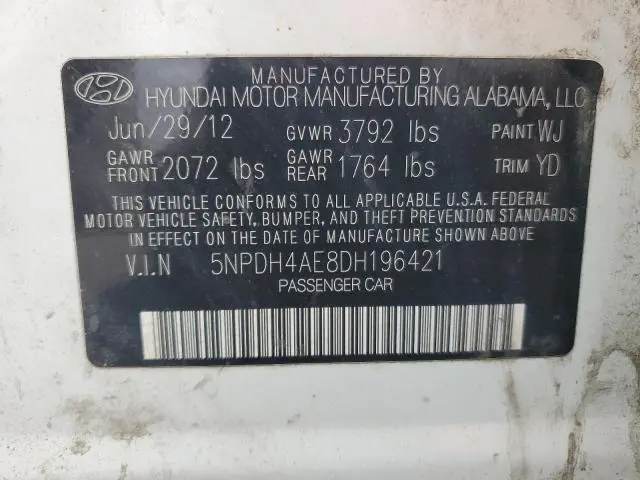 MANUFACTURED BY
HYUNDAI MOTOR MANUFACTURING ALABAMA, LLC
Jun/29/12 GVWR 3792 lbs PAINT WJ
GAWR FRONT 2072 lbs GAWR REAR 1764 lbs TRIM YD
THIS VEHICLE CONFORMS TO ALL APPLICABLE U.S.A. FEDERAL
MOTOR VEHICLE SAFETY, BUMPER, AND THEFT PREVENTION STANDARDS
IN EFFECT ON THE DATE OF MANUFACTURE SHOWN ABOVE.
V.I.N 5NPDH4AE8DH196421
PASSENGER CAR